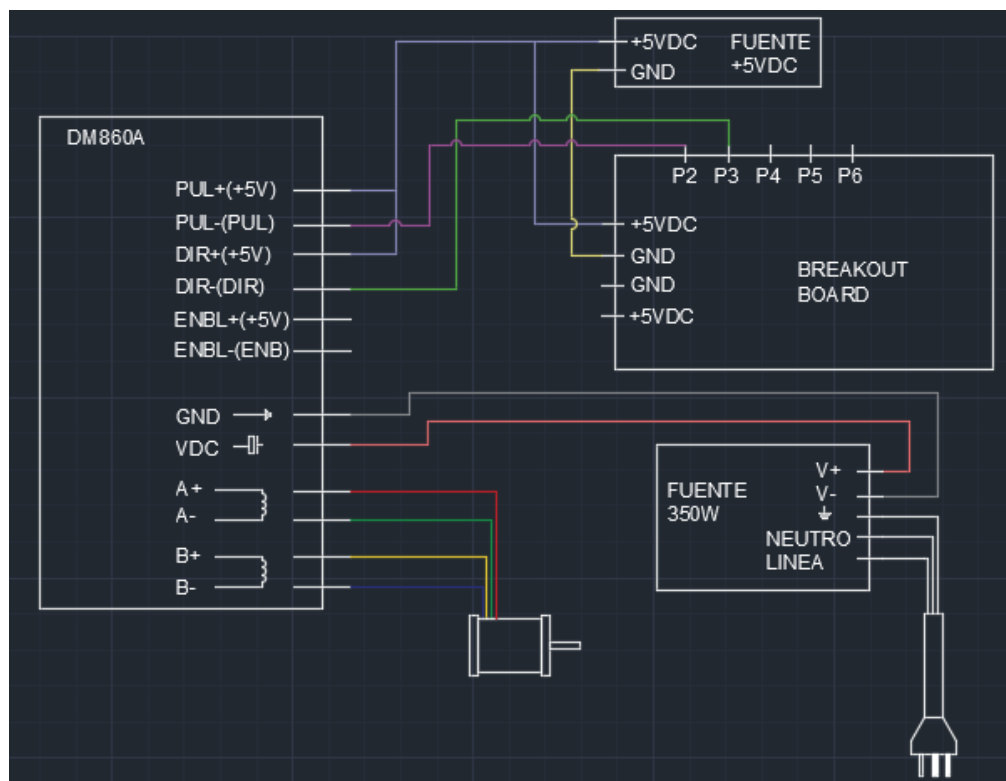 +5VDC
FUENTE
+5VDC
GND
DM860A
P2
P3
P4
P5
P6
PUL+(+5V)
PUL-(PUL)
DIR+(+5V)
DIR-(DIR)
ENBL+(+5V)
ENBL-(ENB)
+5VDC
GND
GND
+5VDC
BREAKOUT
BOARD
GND
VDC
A+
A-
B+
B-
FUENTE
350W
V+
V-
NEUTRO
LINEA